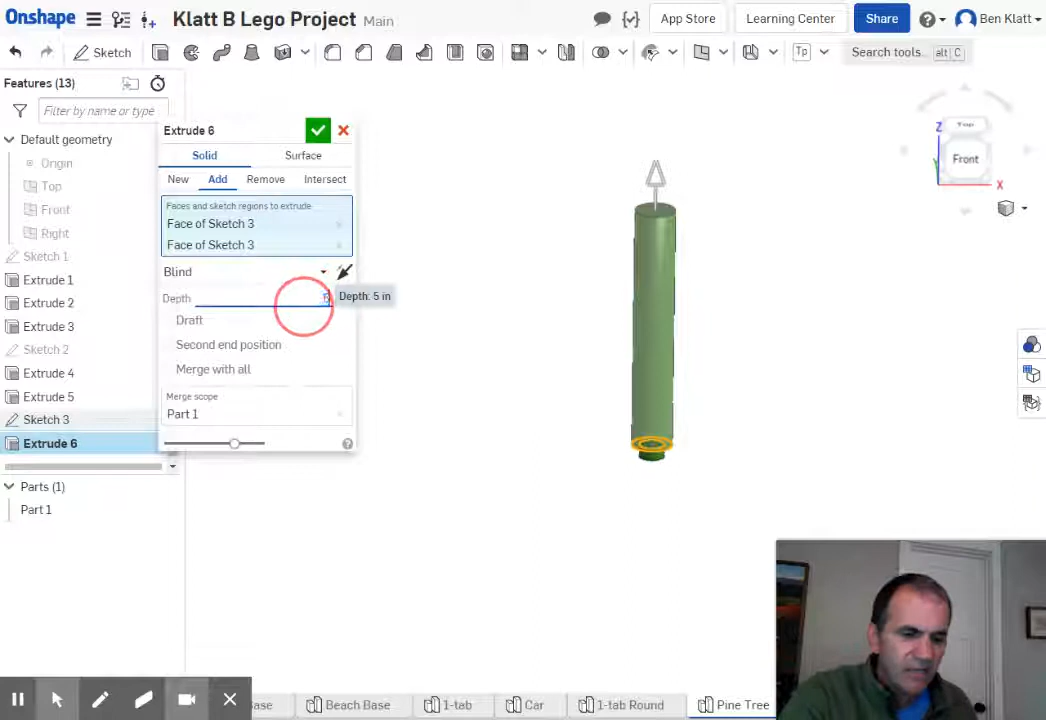 Onshape Klatt B Lego Project Main App Store Learning Center Share Ben Klatt
Sketch Tp Search tools... alt C
Features (13)
Filter by name or type
Default geometry
Origin
Top
Front
Right
Sketch 1
Extrude 1
Extrude 2
Extrude 3
Sketch 2
Extrude 4
Extrude 5
Sketch 3
Extrude 6
Parts (1)
Part 1
Extrude 6
Solid Surface
New Add Remove Intersect
Faces and sketch regions to extrude
Face of Sketch 3
Face of Sketch 3
Blind
Depth
Depth: 5 in
Draft
Second end position
Merge with all
Merge scope
Part 1
Top
Z
Front
X
Beach Base 1-tab Car 1-tab Round Pine Tree